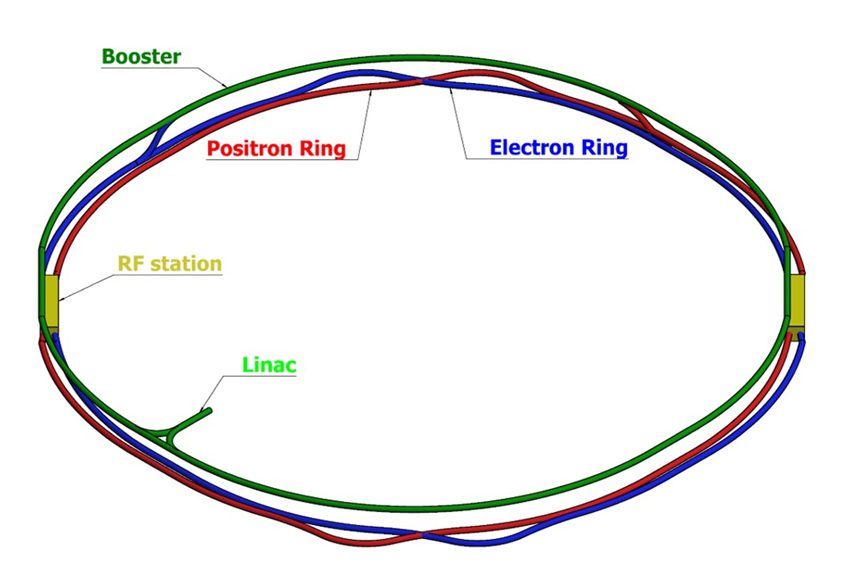 Booster
Positron Ring
Electron Ring
RF station
Linac